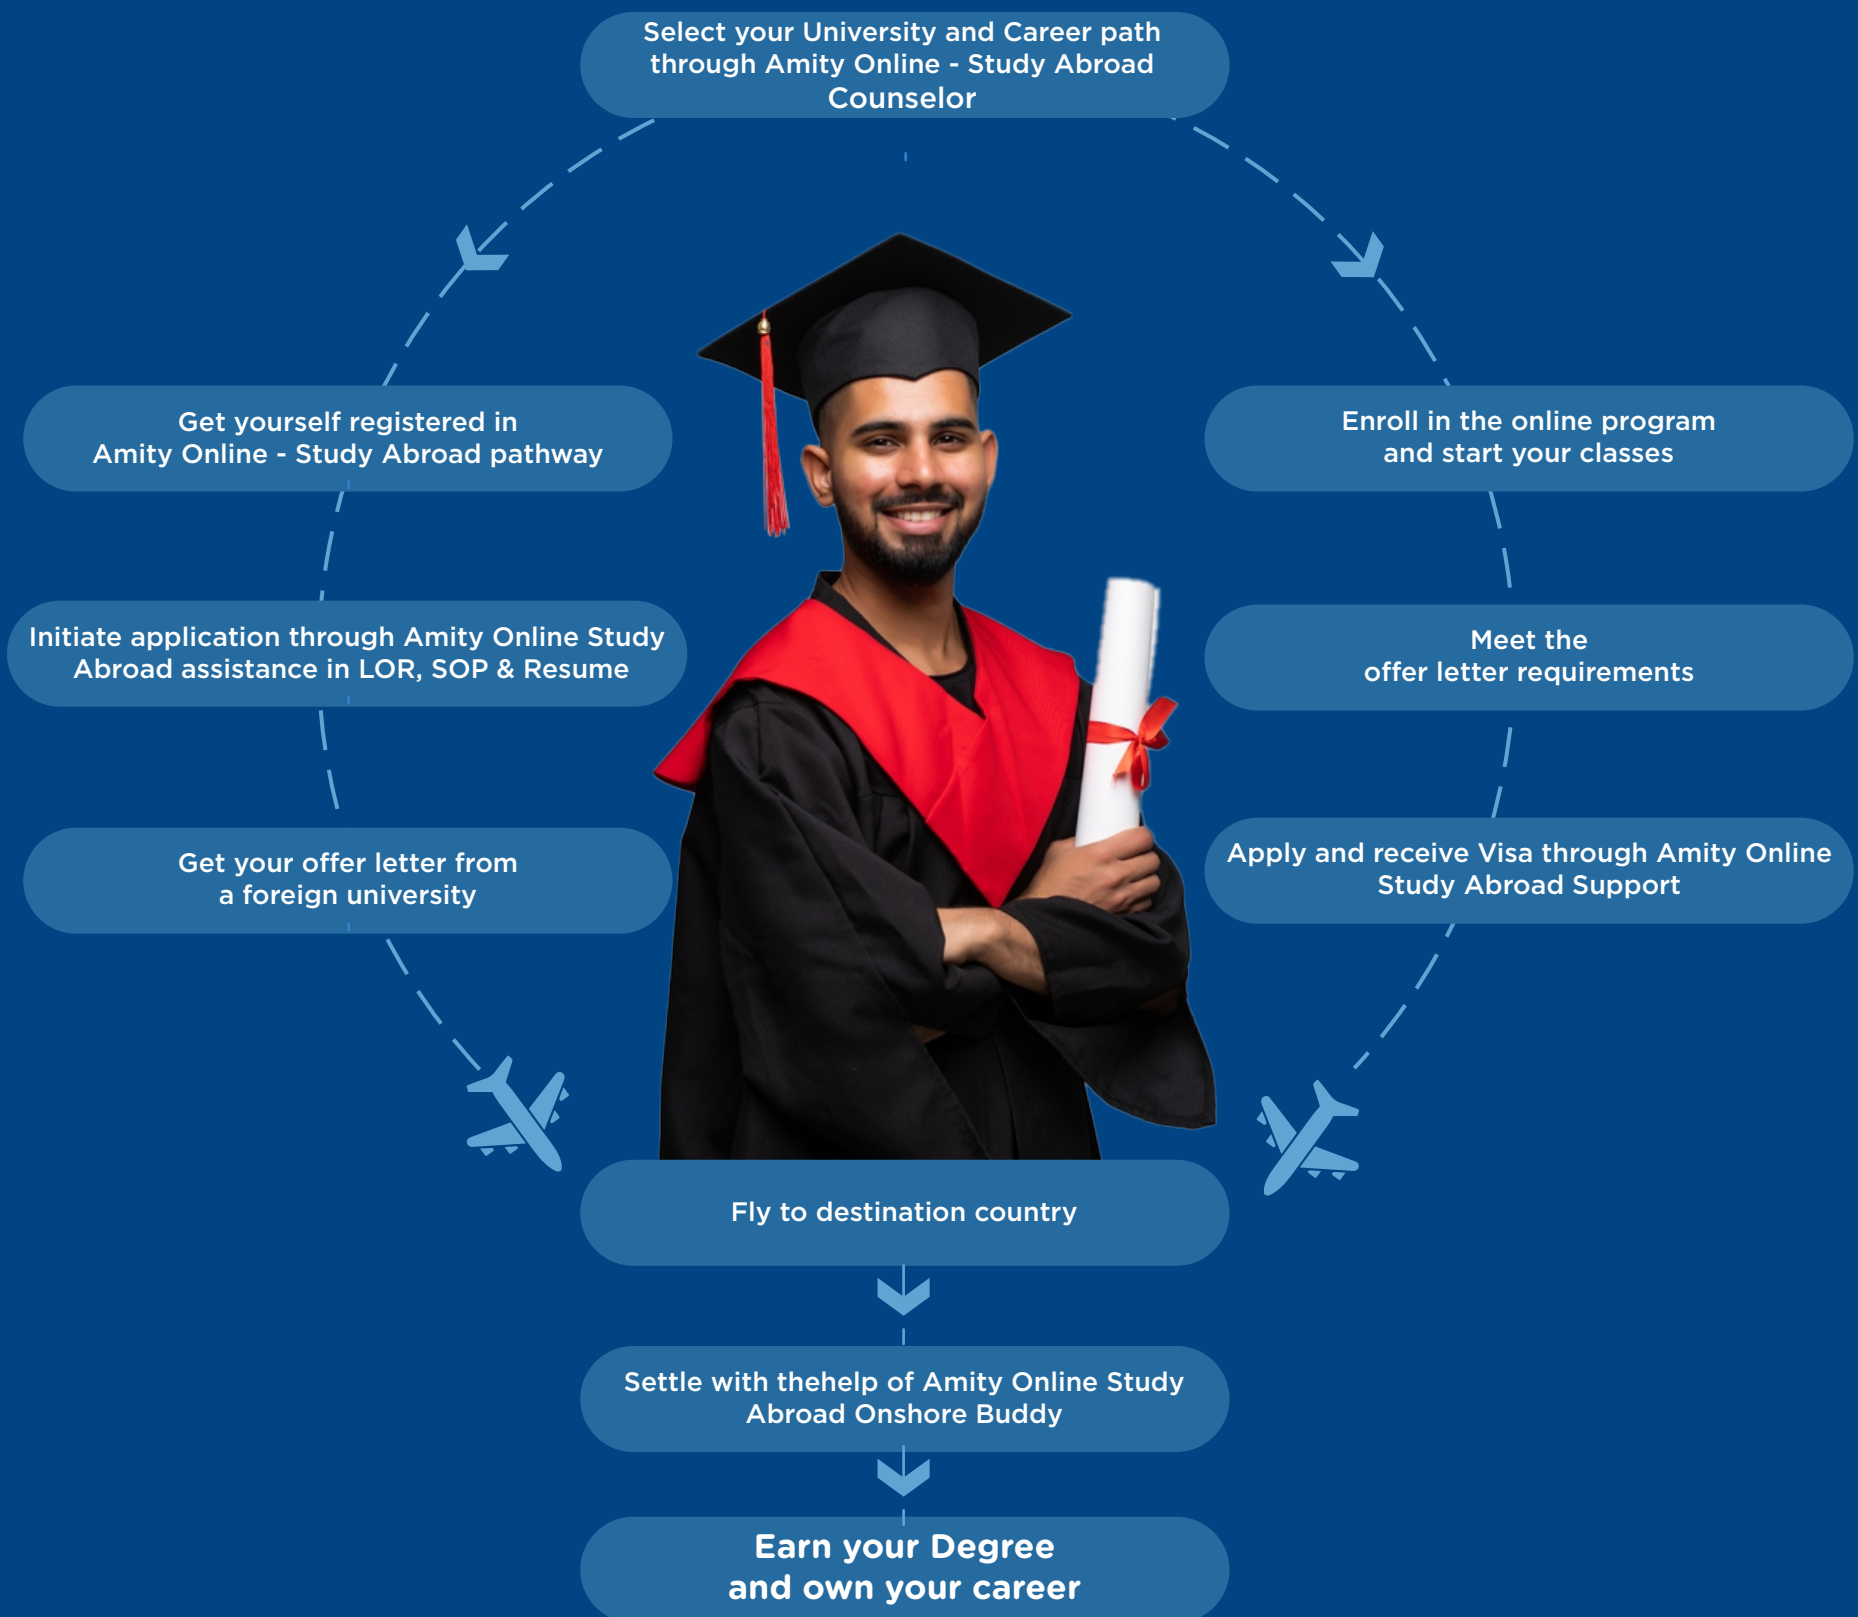 Select your University and Career path
through Amity Online - Study Abroad
Counselor
Get yourself registered in
Amity Online - Study Abroad pathway
Initiate application through Amity Online Study
Abroad assistance in LOR, SOP & Resume
Get your offer letter from
a foreign university
Enroll in the online program
and start your classes
Meet the
offer letter requirements
Apply and receive Visa through Amity Online
Study Abroad Support
Fly to destination country
Settle with thehelp of Amity Online Study
Abroad Onshore Buddy
Earn your Degree
and own your career